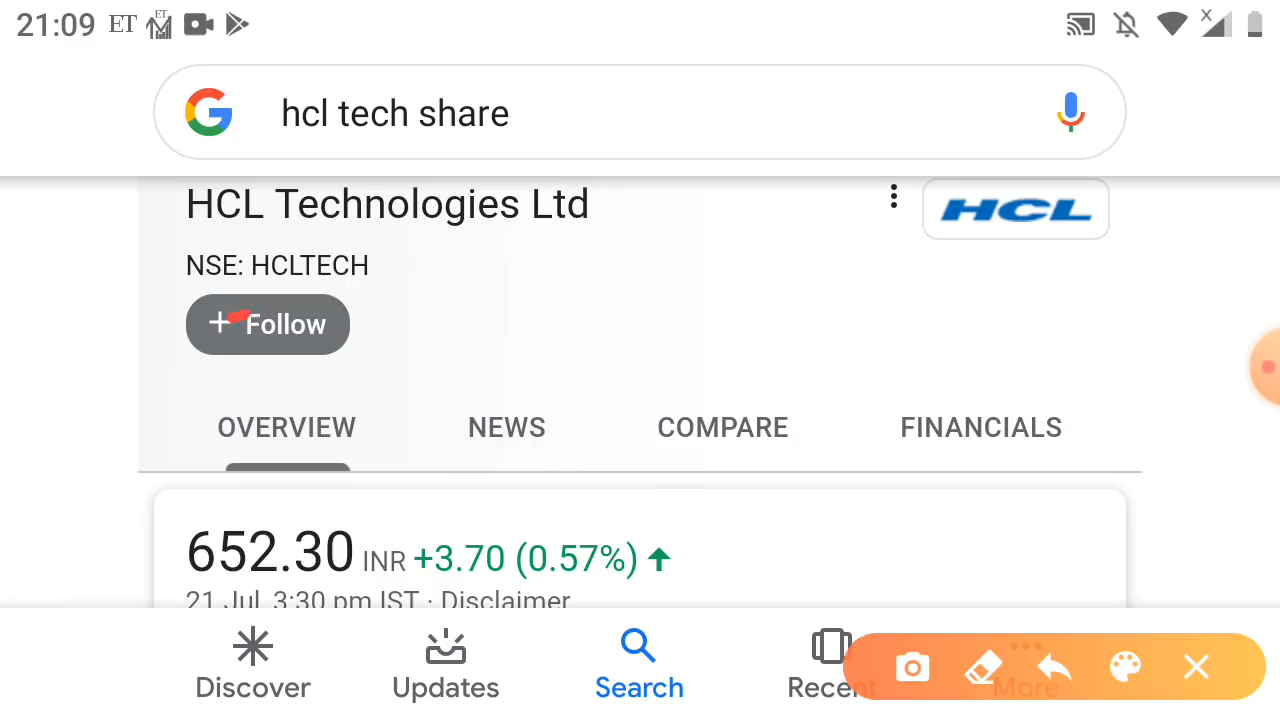 21:09 ET ET
hcl tech share
HCL Technologies Ltd
HCL
NSE: HCLTECH
+ Follow
OVERVIEW NEWS COMPARE FINANCIALS
652.30 INR +3.70 (0.57%) ↑
21 Jul, 3:30 pm IST · Disclaimer
Discover Updates Search Recent More